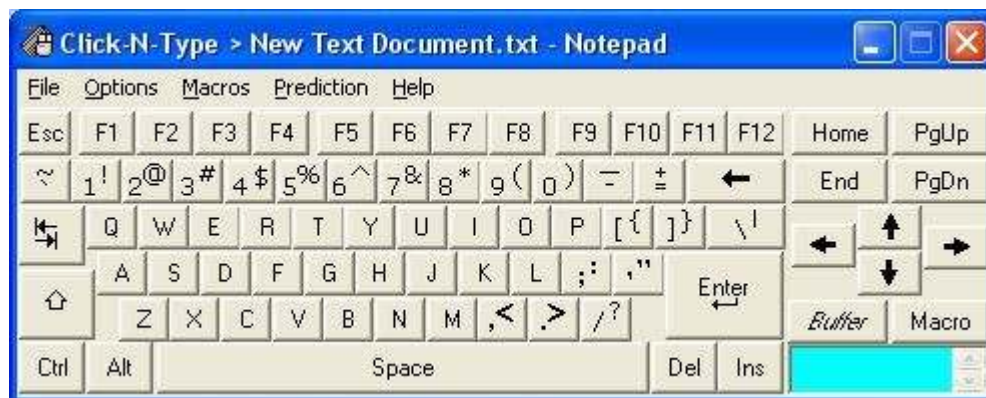 Click-N-Type > New Text Document.txt - Notepad
File Options Macros Prediction Help
Esc F1 F2 F3 F4 F5 F6 F7 F8 F9 F10 F11 F12 Home PgUp
~ 1! 2@ 3# 4$ 5% 6^ 7& 8* 9( 0) - ± ← End PgDn
Q W E R T Y U I O P [{ ]} \|
A S D F G H J K L ;: '" Enter
Z X C V B N M ,< .> /? Buffer Macro
Ctrl Alt Space Del Ins